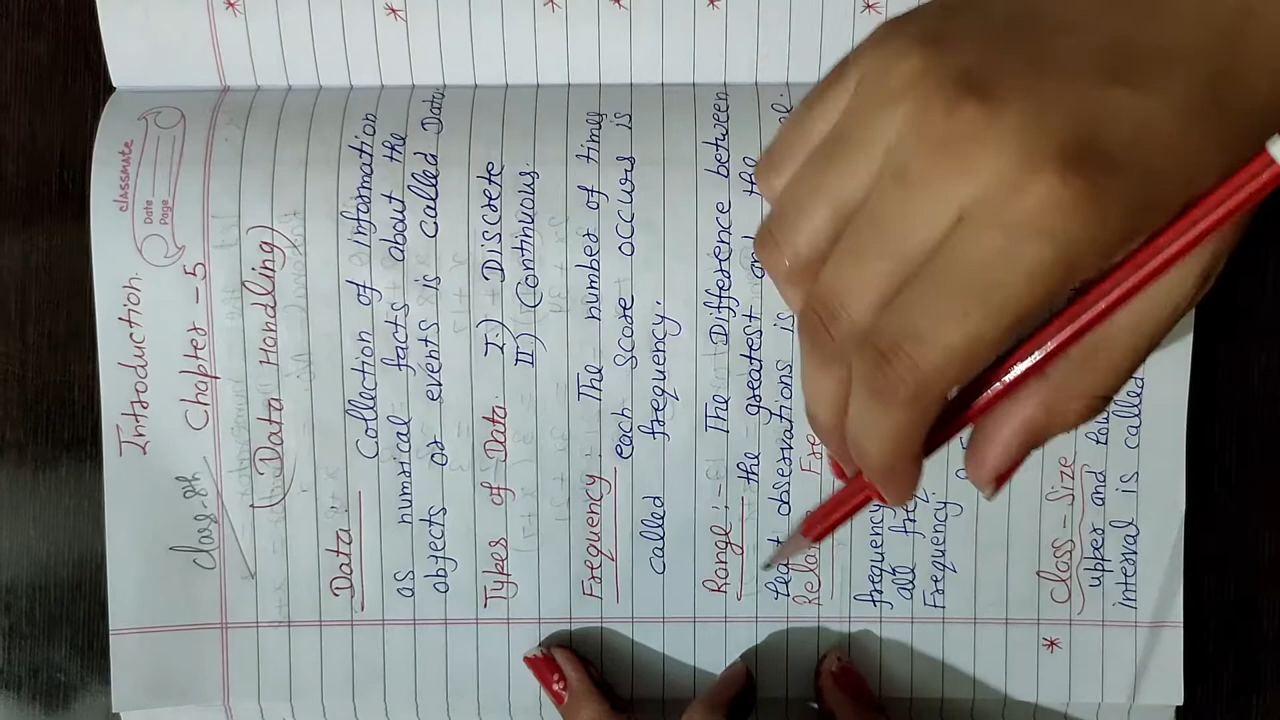 classmate
Date
Page
Introduction.
Class-8th Chapter - 5
(Data Handling)
Data: Collection of information
as numrical facts about the
objects or events is called Data.
Types of Data. I.) Discrete
II) Continuous.
Frequency: The number of times
each score occurs is
called frequency.
Range:- The Difference between
the greatest and the
least observations is
frequency
all
Frequency.
* Class-Size
upper and
interval is called